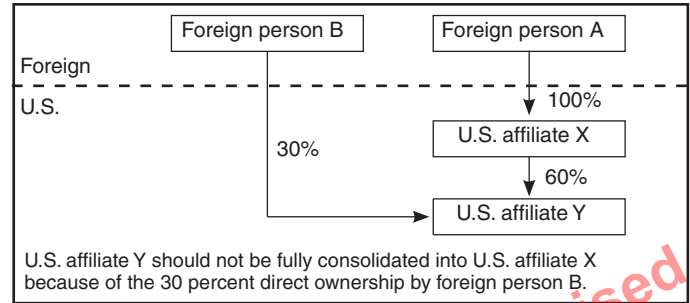 Foreign person B
Foreign person A
Foreign
U.S.
100%
U.S. affiliate X
30%
60%
U.S. affiliate Y
U.S. affiliate Y should not be fully consolidated into U.S. affiliate X
because of the 30 percent direct ownership by foreign person B.
ised